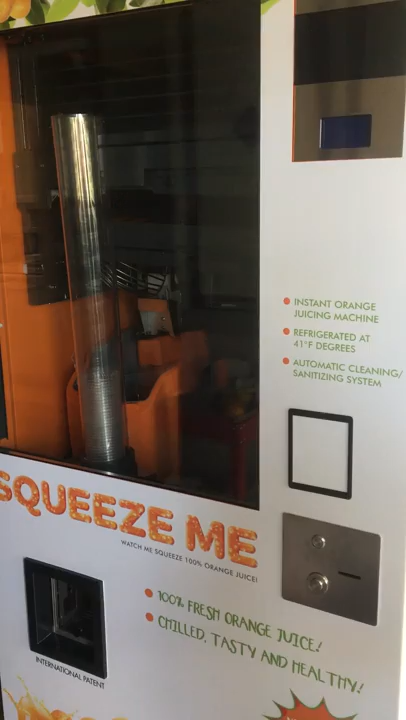 INSTANT ORANGE
JUICING MACHINE
REFRIGERATED AT
41°F DEGREES
AUTOMATIC CLEANING/
SANITIZING SYSTEM
SQUEEZE ME
WATCH ME SQUEEZE 100% ORANGE JUICE!
100% FRESH ORANGE JUICE!
CHILLED, TASTY AND HEALTHY!
INTERNATIONAL PATENT